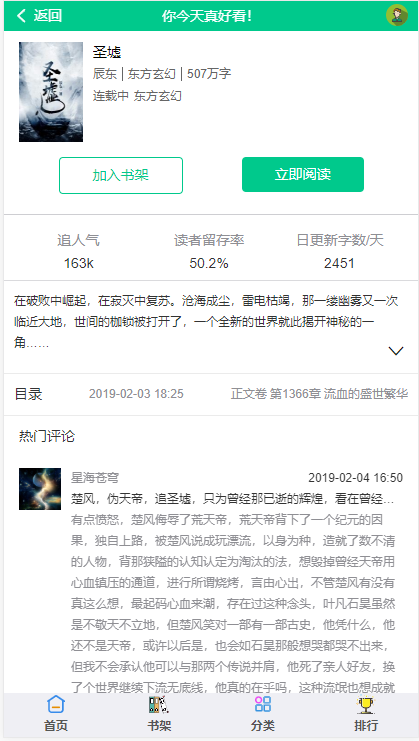 返回
你今天真好看！
圣墟
圣墟
辰东 | 东方玄幻 | 507万字
连载中 东方玄幻
加入书架
立即阅读
追人气
读者留存率
日更新字数/天
163k
50.2%
2451
在破败中崛起，在寂灭中复苏。沧海成尘，雷电枯竭，那一缕幽雾又一次
临近大地，世间的枷锁被打开了，一个全新的世界就此揭开神秘的一
角……
目录
2019-02-03 18:25
正文卷 第1366章 流血的盛世繁华
热门评论
星海苍穹
2019-02-04 16:50
楚风，伪天帝，追圣墟，只为曾经那已逝的辉煌，看在曾经...
有点愤怒，楚风侮辱了荒天帝，荒天帝背下了一个纪元的因
果，独自上路，被楚风说成玩漂流，以身为种，造就了数不清
的人物，背那狭隘的认知认定为淘汰的法，想毁掉曾经天帝用
心血镇压的通道，进行所谓烧烤，言由心出，不管楚风有没有
真这么想，最起码心血来潮，存在过这种念头，叶凡石昊虽然
是不敬天不立地，但楚风笑对一部有一部古史，他凭什么，他
还不是天帝，或许以后是，也会如石昊那般想哭都哭不出来，
但我不会承认他可以与那两个传说并肩，他死了亲人好友，换
了个世界继续下流无底线，他真的在乎吗，这种流氓也想成就
首页
书架
分类
排行